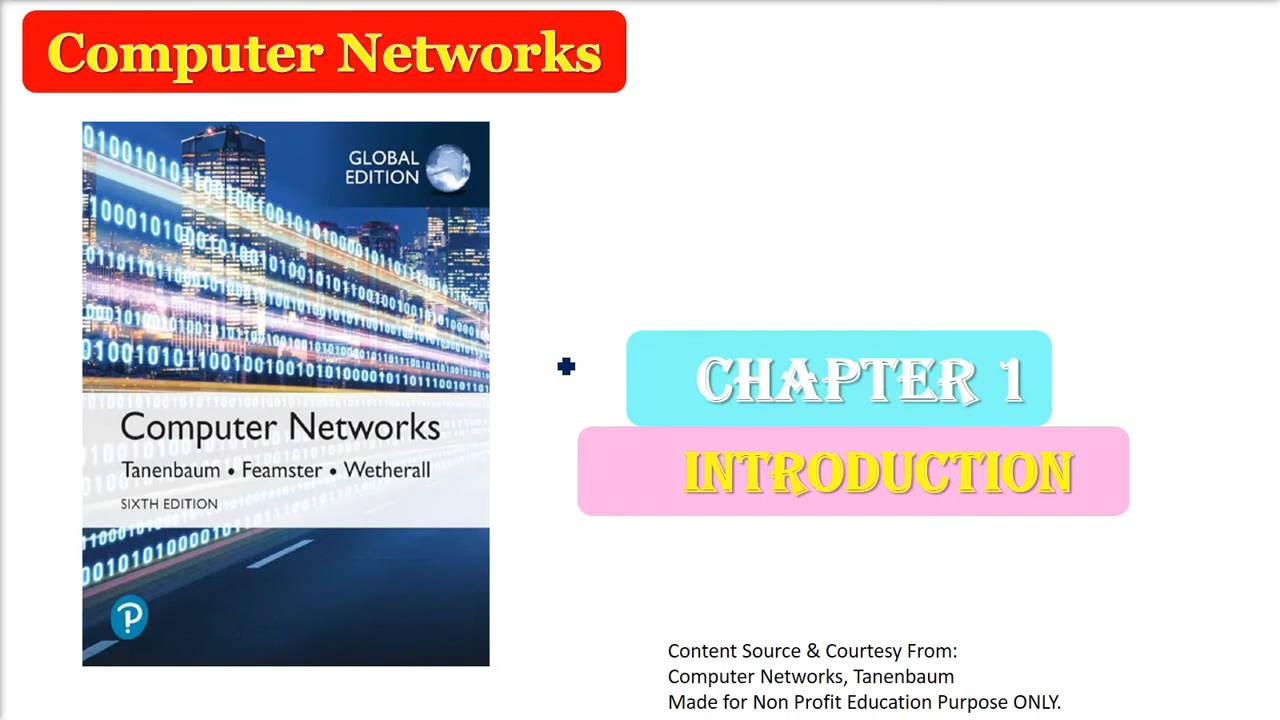 Computer Networks
GLOBAL
EDITION
Computer Networks
Tanenbaum • Feamster • Wetherall
SIXTH EDITION
P
CHAPTER 1
INTRODUCTION
Content Source & Courtesy From:
Computer Networks, Tanenbaum
Made for Non Profit Education Purpose ONLY.